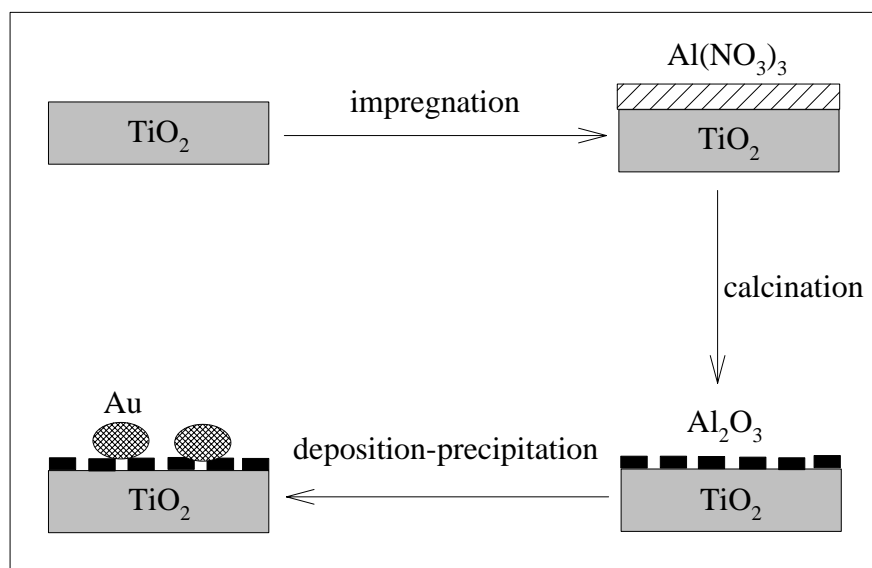 TiO₂
impregnation
Al(NO₃)₃
TiO₂
calcination
Al₂O₃
TiO₂
deposition-precipitation
Au
TiO₂